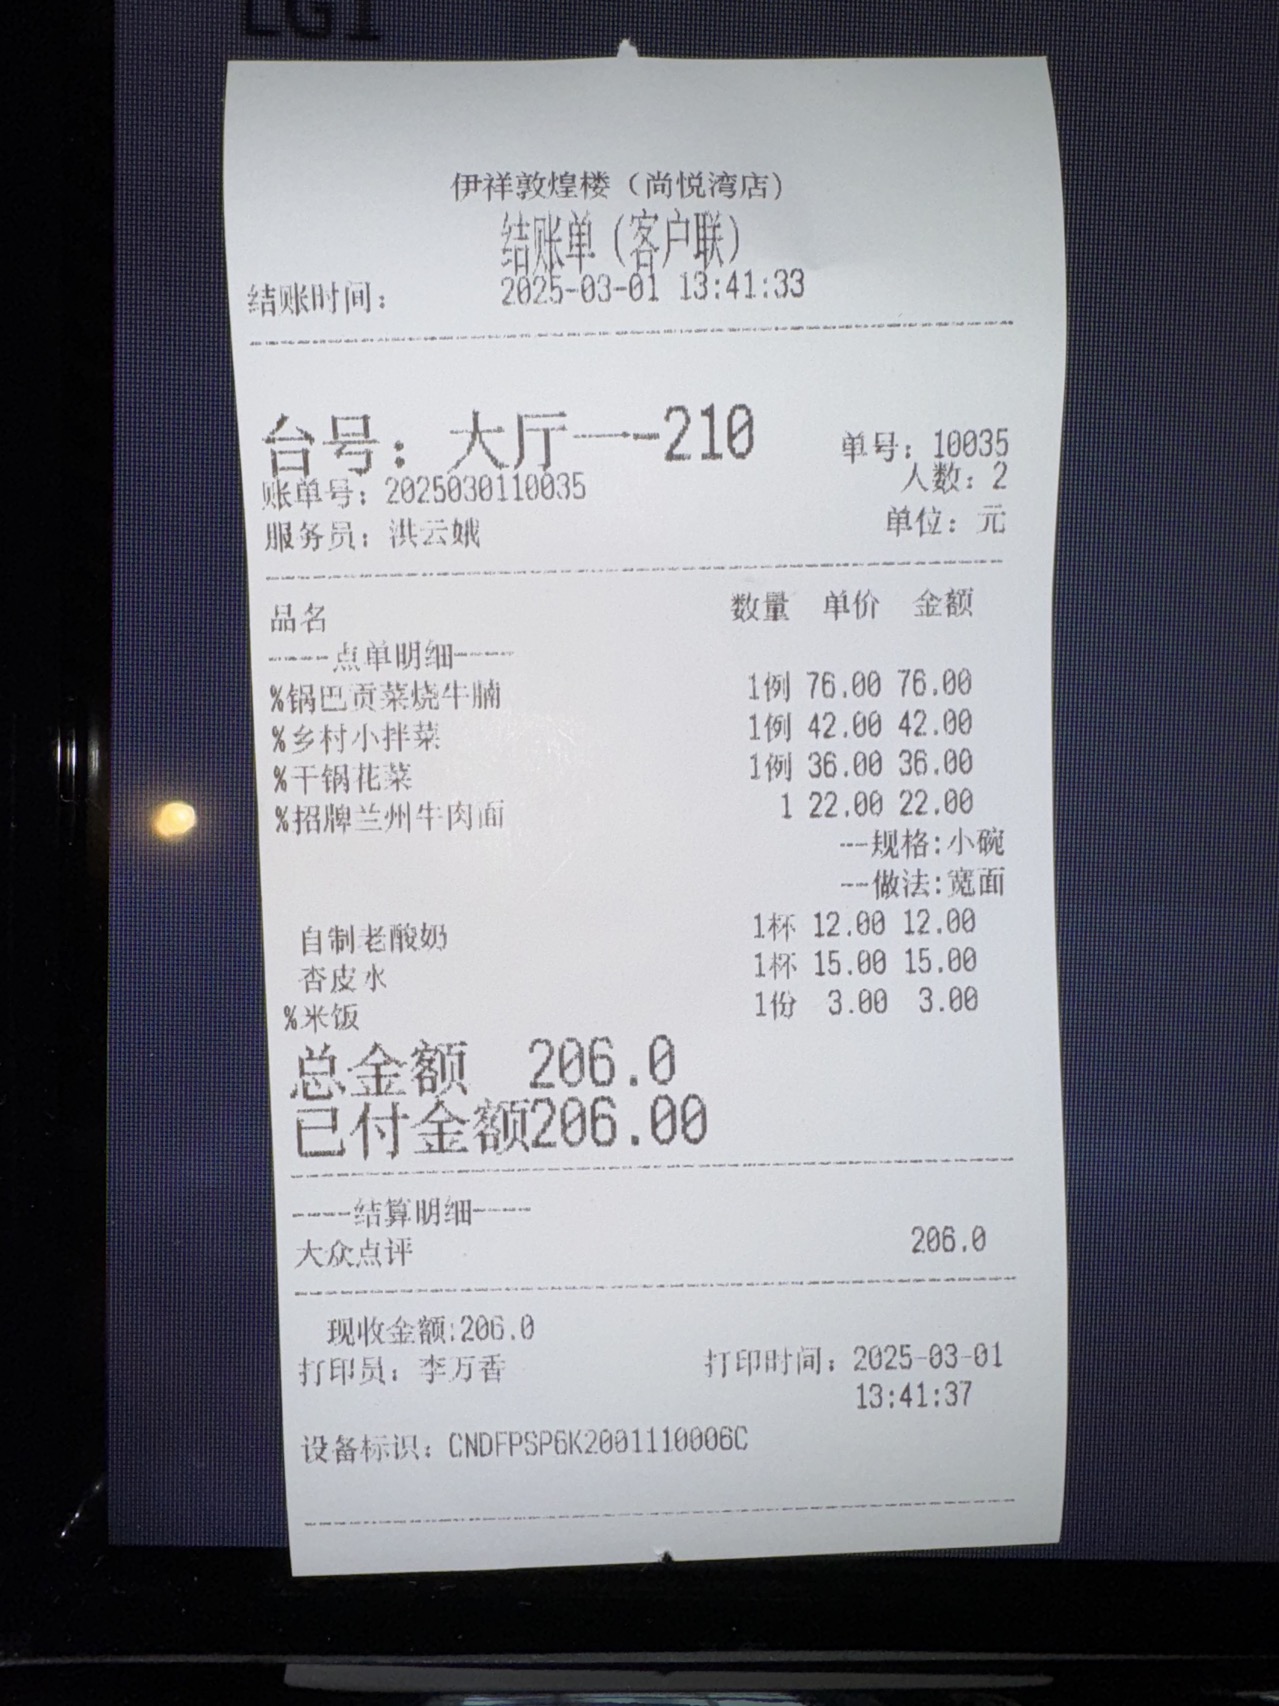 LG1
伊祥敦煌楼（尚悦湾店）
结账单（客户联）
结账时间： 2025-03-01 13:41:33
台号：大厅一--210 单号：10035
账单号：2025030110035 人数：2
服务员：洪云娥 单位：元
品名 数量 单价 金额
----点单明细----
%锅巴贡菜烧牛腩 1例 76.00 76.00
%乡村小拌菜 1例 42.00 42.00
%干锅花菜 1例 36.00 36.00
%招牌兰州牛肉面 1 22.00 22.00
--规格:小碗
--做法:宽面
自制老酸奶 1杯 12.00 12.00
杏皮水 1杯 15.00 15.00
%米饭 1份 3.00 3.00
总金额 206.0
已付金额206.00
----结算明细----
大众点评 206.0
现收金额:206.0
打印员：李万香 打印时间：2025-03-01
13:41:37
设备标识：CNDFPSP6K2001110006C